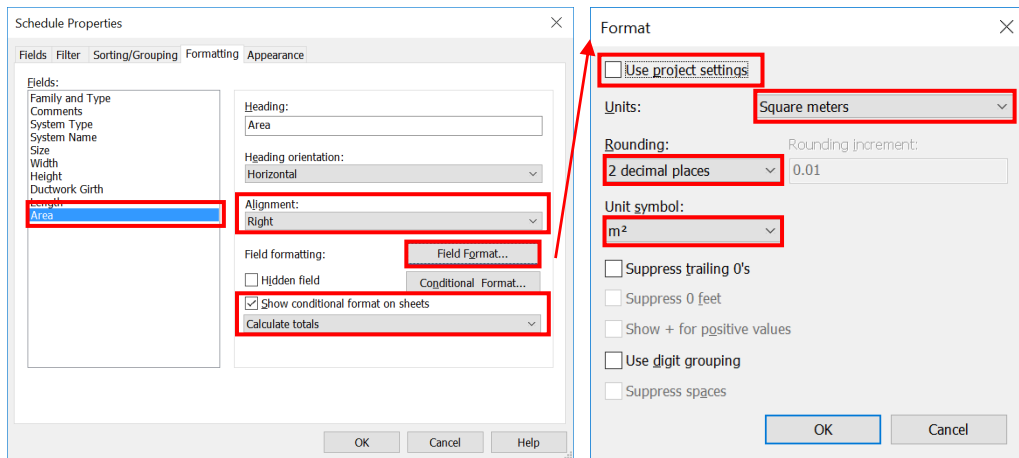 Schedule Properties
Fields Filter Sorting/Grouping Formatting Appearance
Fields:
Family and Type
Comments
System Type
System Name
Size
Width
Height
Ductwork Girth
Length
Area
Heading:
Area
Heading orientation:
Horizontal
Alignment:
Right
Field formatting:
Field Format...
Hidden field
Conditional Format...
Show conditional format on sheets
Calculate totals
OK Cancel Help
Format
Use project settings
Units:
Square meters
Rounding:
Rounding increment:
2 decimal places
0.01
Unit symbol:
m²
Suppress trailing 0's
Suppress 0 feet
Show + for positive values
Use digit grouping
Suppress spaces
OK Cancel